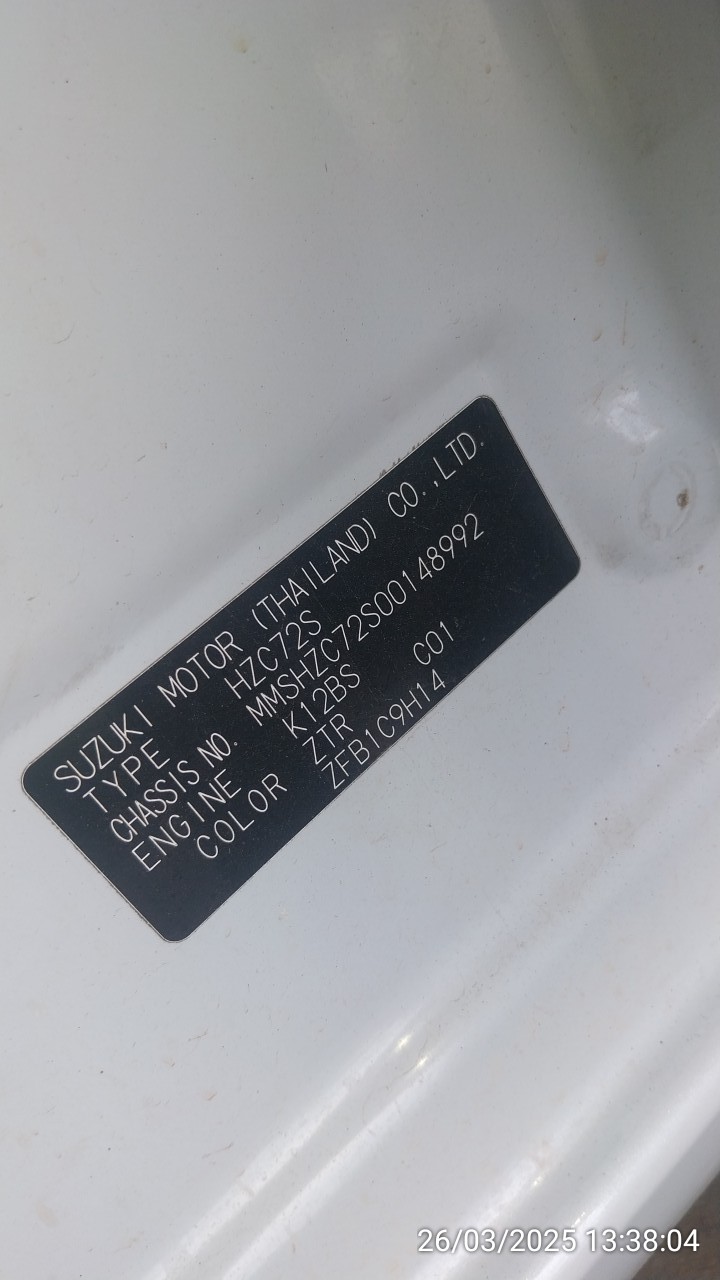 SUZUKI MOTOR (THAILAND) CO.,LTD.
TYPE HZC72S
CHASSIS NO. MMSHZC72S00148992
ENGINE K12BS
COLOR ZTR C01
ZFB1C9H14
26/03/2025 13:38:04